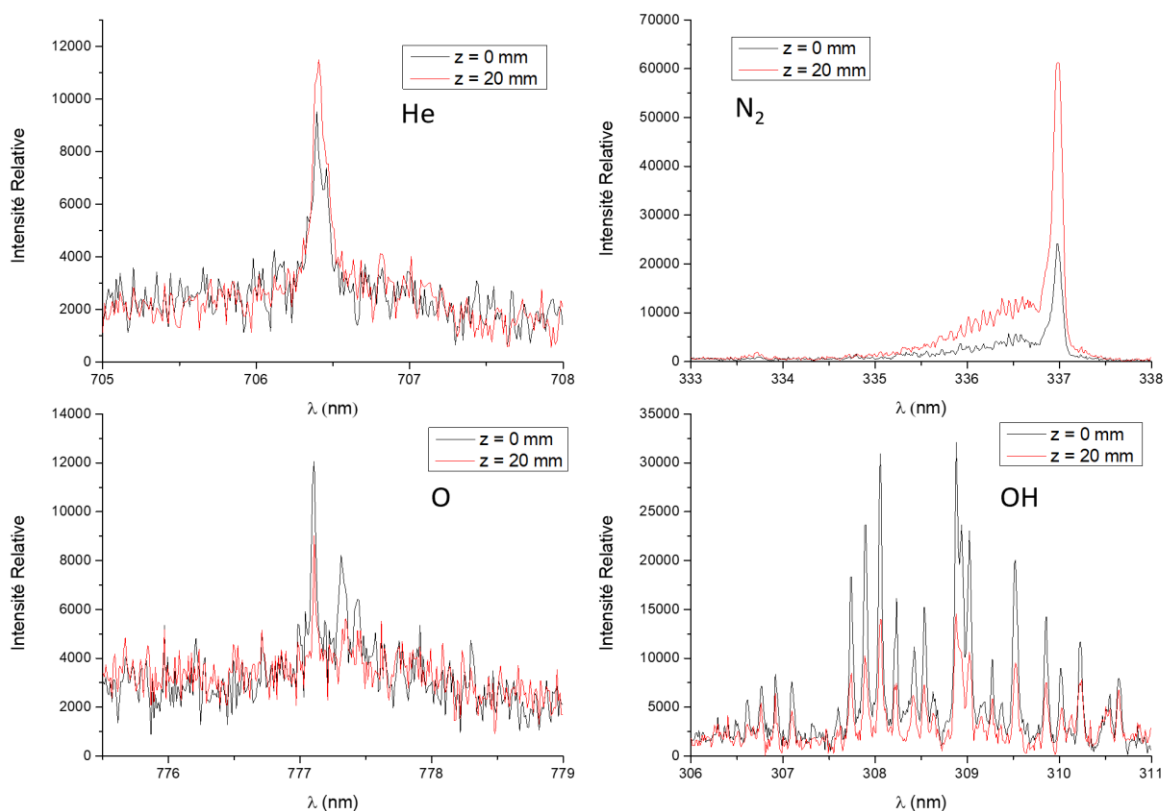 12000
10000
8000
6000
4000
2000
0
705
706
707
708
Intensité Relative
λ (nm)
z = 0 mm
z = 20 mm
He
70000
60000
50000
40000
30000
20000
10000
0
333
334
335
336
337
338
Intensité Relative
λ (nm)
z = 0 mm
z = 20 mm
N₂
14000
12000
10000
8000
6000
4000
2000
0
776
777
778
779
Intensité Relative
λ (nm)
z = 0 mm
z = 20 mm
O
35000
30000
25000
20000
15000
10000
5000
0
306
307
308
309
310
311
Intensité Relative
λ (nm)
z = 0 mm
z = 20 mm
OH